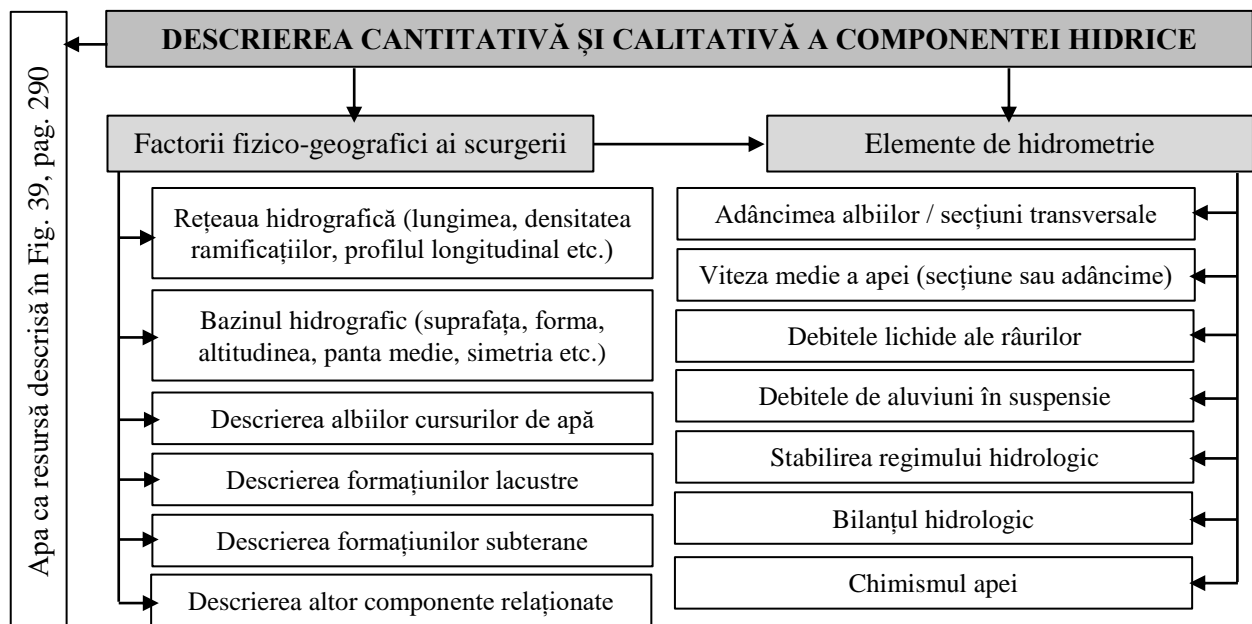 DESCRIEREA CANTITATIVĂ ȘI CALITATIVĂ A COMPONENTEI HIDRICE
Apa ca resursă descrisă în Fig. 39, pag. 290
Factorii fizico-geografici ai scurgerii
Rețeaua hidrografică (lungimea, densitatea
ramificațiilor, profilul longitudinal etc.)
Bazinul hidrografic (suprafața, forma,
altitudinea, panta medie, simetria etc.)
Descrierea albiilor cursurilor de apă
Descrierea formațiunilor lacustre
Descrierea formațiunilor subterane
Descrierea altor componente relaționate
Elemente de hidrometrie
Adâncimea albiilor / secțiuni transversale
Viteza medie a apei (secțiune sau adâncime)
Debitele lichide ale râurilor
Debitele de aluviuni în suspensie
Stabilirea regimului hidrologic
Bilanțul hidrologic
Chimismul apei